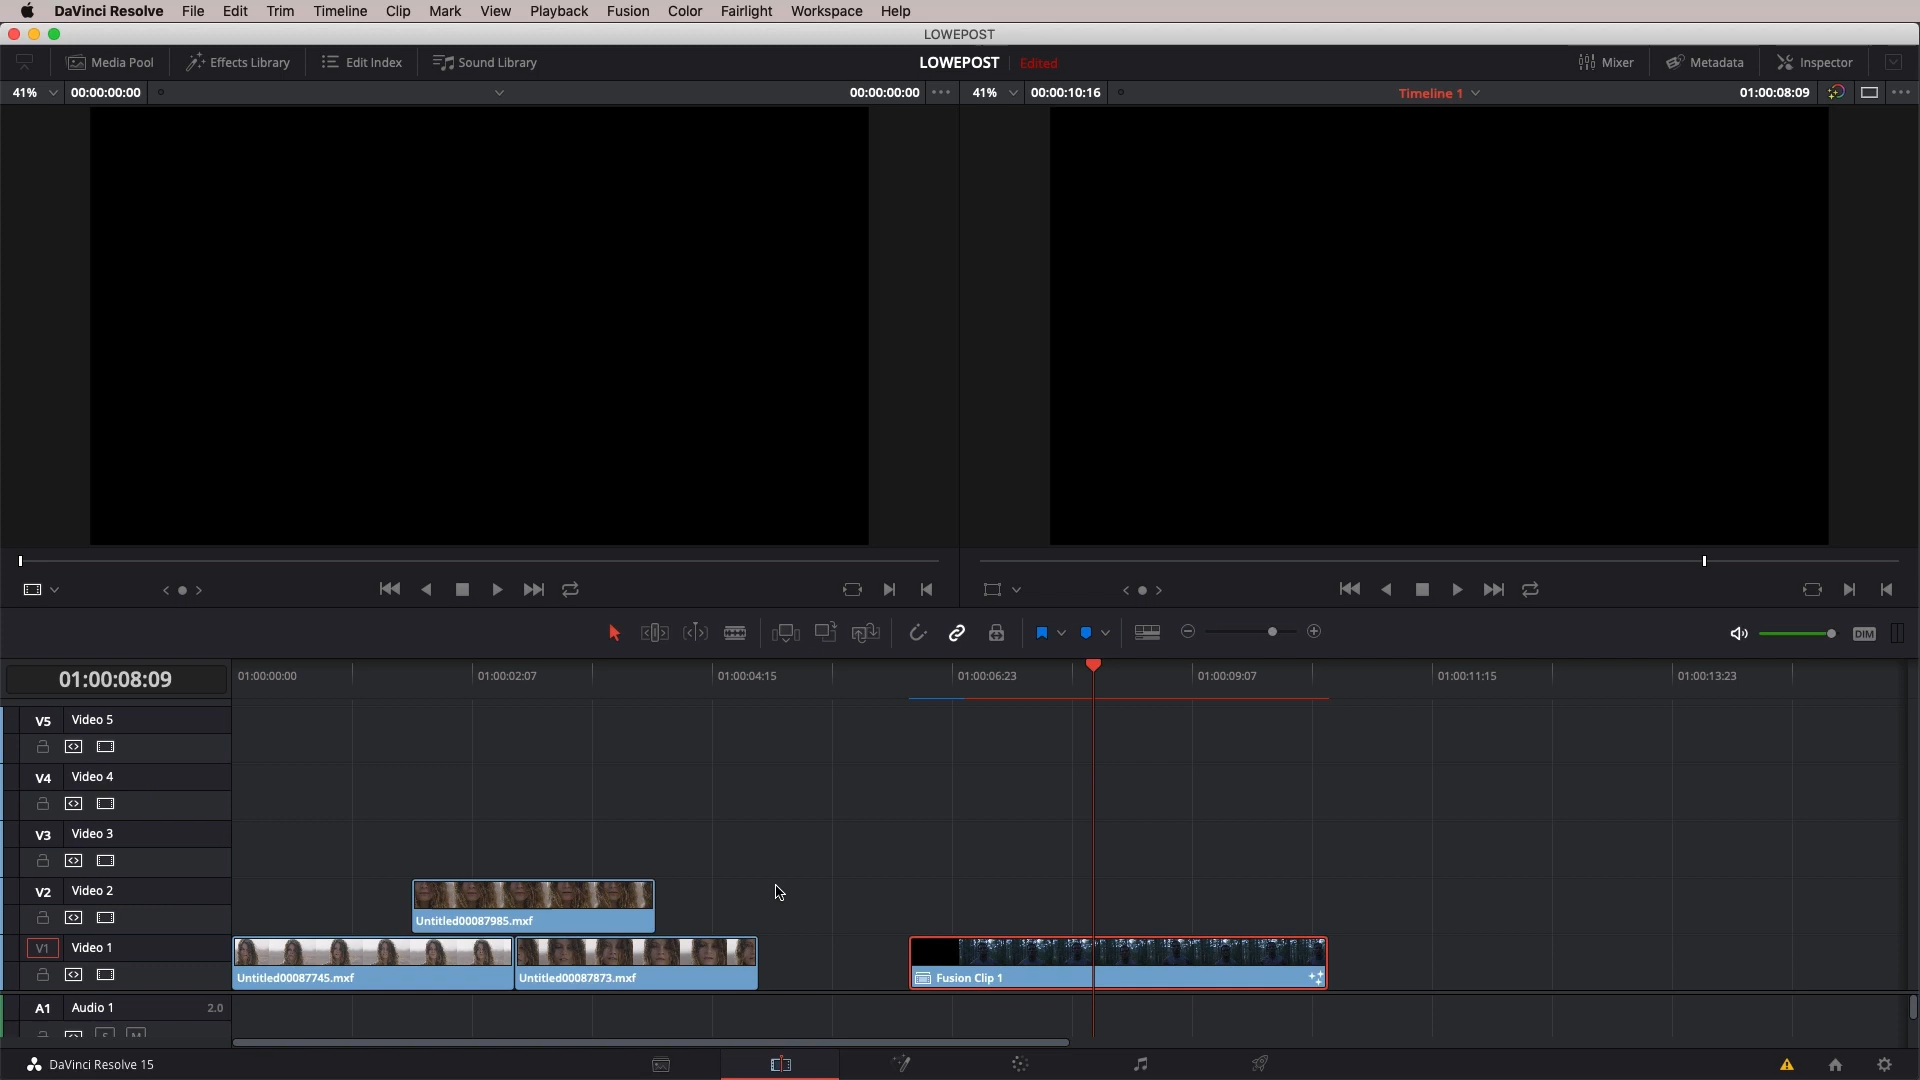 DaVinci Resolve File Edit Trim Timeline Clip Mark View Playback Fusion Color Fairlight Workspace Help
LOWEPOST
Media Pool Effects Library Edit Index Sound Library LOWEPOST Edited Mixer Metadata Inspector
41% 00:00:00:00 00:00:00:00 41% 00:00:10:16 Timeline 1 01:00:08:09
DIM
01:00:08:09 01:00:00:00 01:00:02:07 01:00:04:15 01:00:06:23 01:00:09:07 01:00:11:15 01:00:13:23
V5 Video 5
V4 Video 4
V3 Video 3
V2 Video 2
Untitled00087985.mxf
V1 Video 1
Untitled00087745.mxf Untitled00087873.mxf Fusion Clip 1
A1 Audio 1 2.0
S M
DaVinci Resolve 15